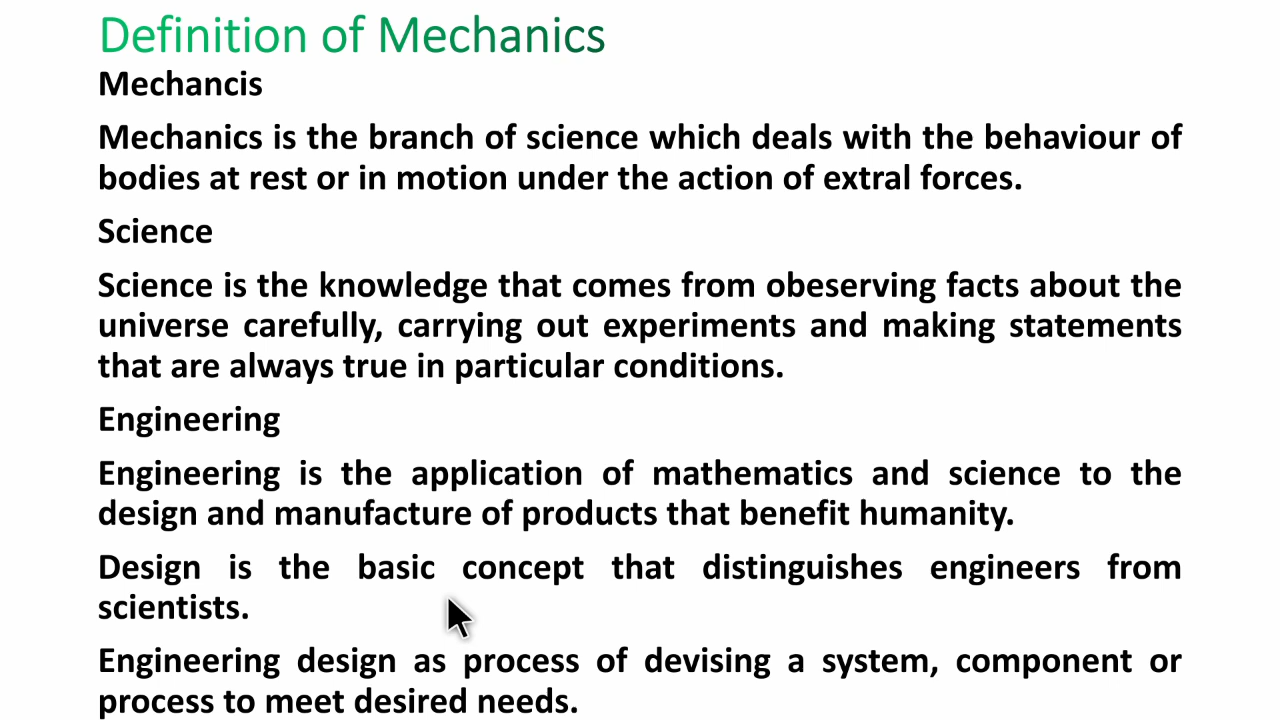 Definition of Mechanics
Mechancis
Mechanics is the branch of science which deals with the behaviour of
bodies at rest or in motion under the action of extral forces.
Science
Science is the knowledge that comes from obeserving facts about the
universe carefully, carrying out experiments and making statements
that are always true in particular conditions.
Engineering
Engineering is the application of mathematics and science to the
design and manufacture of products that benefit humanity.
Design is the basic concept that distinguishes engineers from
scientists.
Engineering design as process of devising a system, component or
process to meet desired needs.